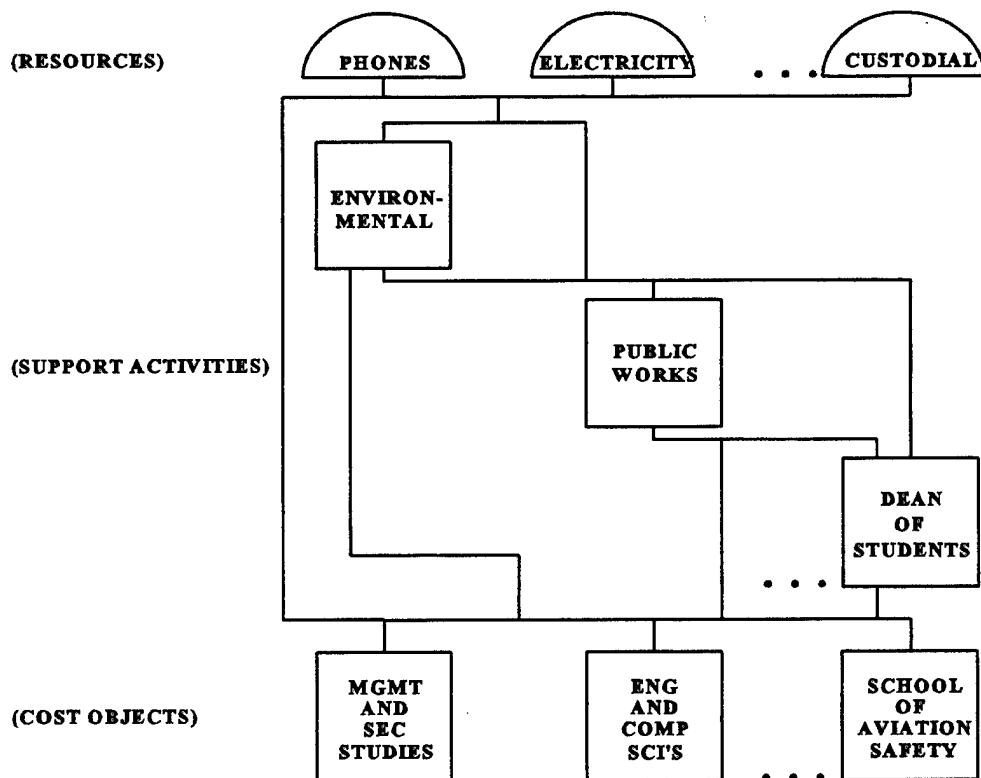 (RESOURCES)
PHONES
ELECTRICITY
. . .
CUSTODIAL
ENVIRON-
MENTAL
(SUPPORT ACTIVITIES)
PUBLIC
WORKS
DEAN
OF
STUDENTS
. . .
(COST OBJECTS)
MGMT
AND
SEC
STUDIES
ENG
AND
COMP
SCI'S
. . .
SCHOOL
OF
AVIATION
SAFETY